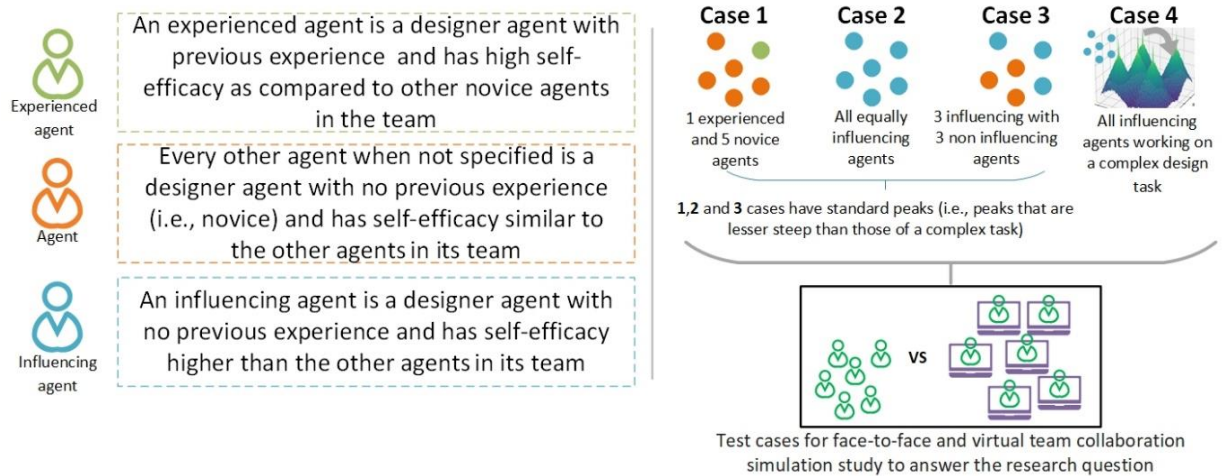 Experienced
agent
An experienced agent is a designer agent with
previous experience and has high self-
efficacy as compared to other novice agents
in the team
Agent
Every other agent when not specified is a
designer agent with no previous experience
(i.e., novice) and has self-efficacy similar to
the other agents in its team
Influencing
agent
An influencing agent is a designer agent with
no previous experience and has self-efficacy
higher than the other agents in its team
Case 1
1 experienced
and 5 novice
agents
Case 2
All equally
influencing
agents
Case 3
3 influencing with
3 non influencing
agents
Case 4
All influencing
agents working on
a complex design
task
1,2 and 3 cases have standard peaks (i.e., peaks that are
lesser steep than those of a complex task)
VS
Test cases for face-to-face and virtual team collaboration
simulation study to answer the research question